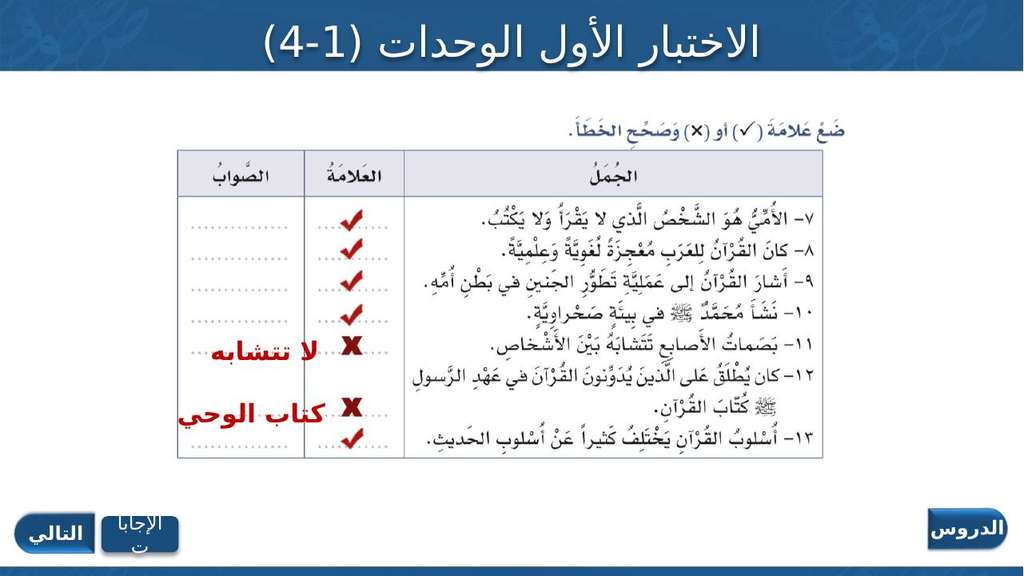 الاختبار الأول الوحدات (1-4)
ضَعْ عَلامَةَ (✓) أو (×) وَصَحِّحِ الخَطَأَ.
الجُمَلُ العَلامَةُ الصَّوابُ
٧- الأُمِّيُّ هُوَ الشَّخْصُ الَّذي لا يَقْرَأُ وَلا يَكْتُبُ.
٨- كانَ القُرْآنُ لِلعَرَبِ مُعْجِزَةً لُغَوِيَّةً وَعِلْمِيَّةً.
٩- أَشارَ القُرْآنُ إلى عَمَلِيَّةِ تَطَوُّرِ الجَنينِ في بَطْنِ أُمِّهِ.
١٠- نَشَأَ مُحَمَّدٌ ﷺ في بيئَةٍ صَحْراوِيَّةٍ.
١١- بَصَماتُ الأَصابِعِ تَتَشابَهُ بَيْنَ الأَشْخاصِ. لا تتشابه
١٢- كان يُطْلَقُ عَلى الَّذينَ يُدَوِّنونَ القُرْآنَ في عَهْدِ الرَّسولِ
ﷺ كُتّابَ القُرْآنِ. كتاب الوحي
١٣- أُسْلوبُ القُرْآنِ يَخْتَلِفُ كَثيراً عَنْ أُسْلوبِ الحَديثِ.
الدروس
الإجابا
ت
التالي